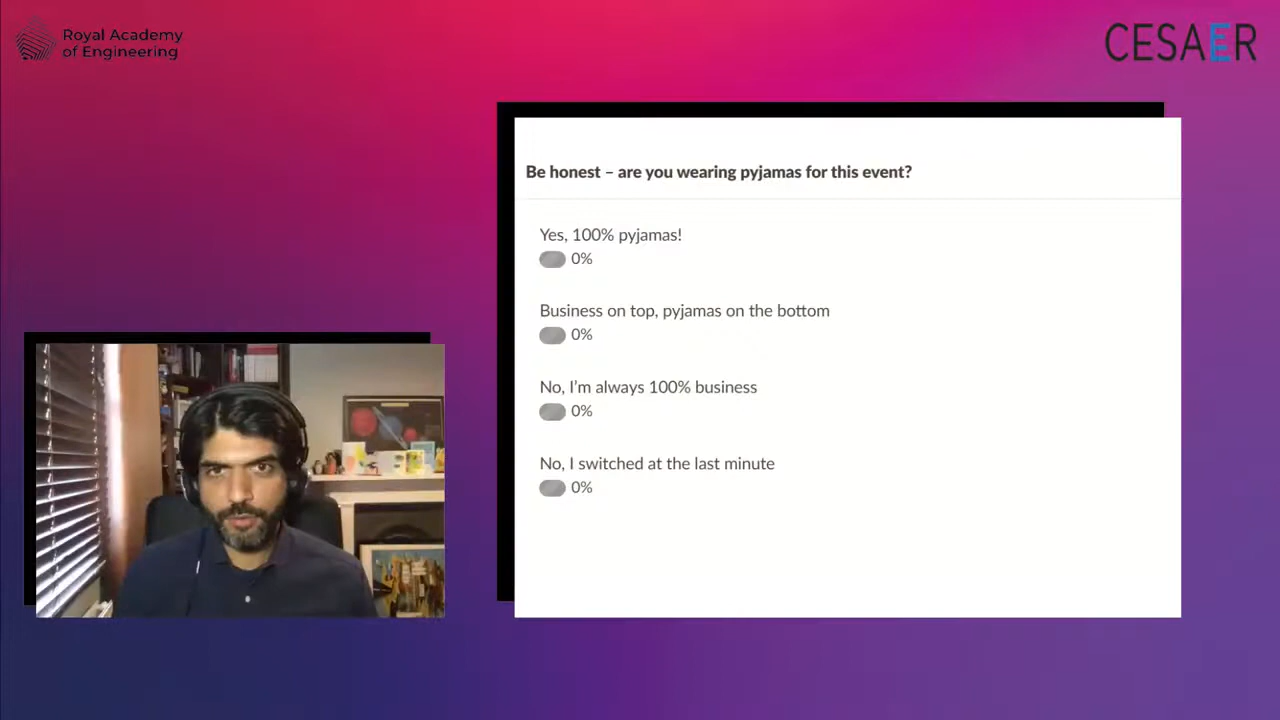 Royal Academy
of Engineering
CESAER
Be honest – are you wearing pyjamas for this event?
Yes, 100% pyjamas!
0%
Business on top, pyjamas on the bottom
0%
No, I’m always 100% business
0%
No, I switched at the last minute
0%